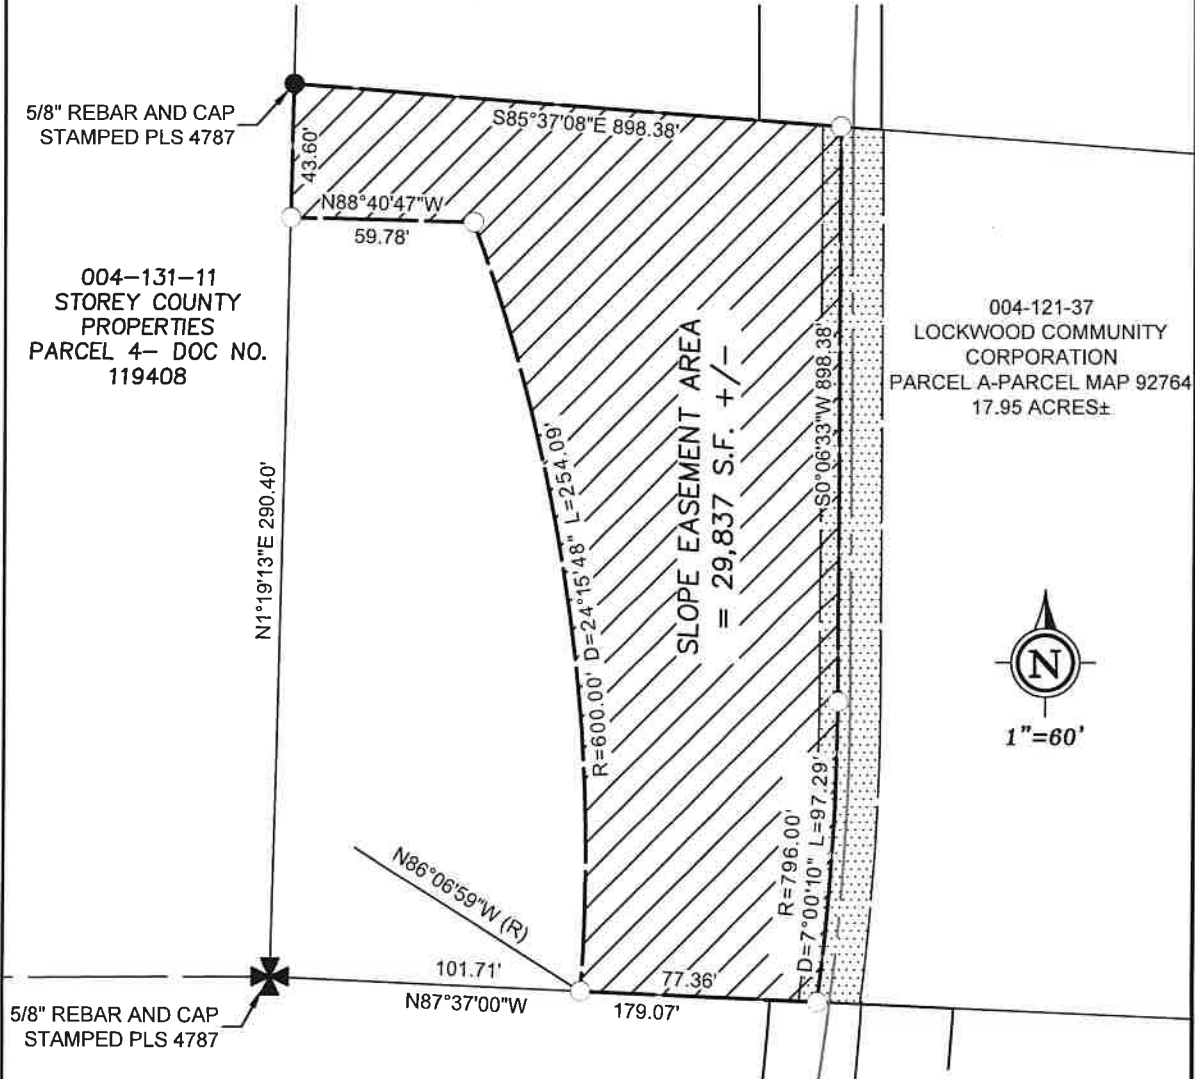 5/8" REBAR AND CAP
STAMPED PLS 4787
S85°37'08"E 898.38'
43.60'
N88°40'47"W
59.78'
004-131-11
STOREY COUNTY
PROPERTIES
PARCEL 4- DOC NO.
119408
004-121-37
LOCKWOOD COMMUNITY
CORPORATION
PARCEL A-PARCEL MAP 92764
17.95 ACRES±
SLOPE EASEMENT AREA
= 29,837 S.F. +/-
S0°06'33"W 898.38'
R=600.00' D=24°15'48" L=254.09'
N1°19'13"E 290.40'
N
1"=60'
R=796.00'
D=7°00'10" L=97.29'
N86°06'59"W (R)
101.71'
77.36'
N87°37'00"W
179.07'
5/8" REBAR AND CAP
STAMPED PLS 4787